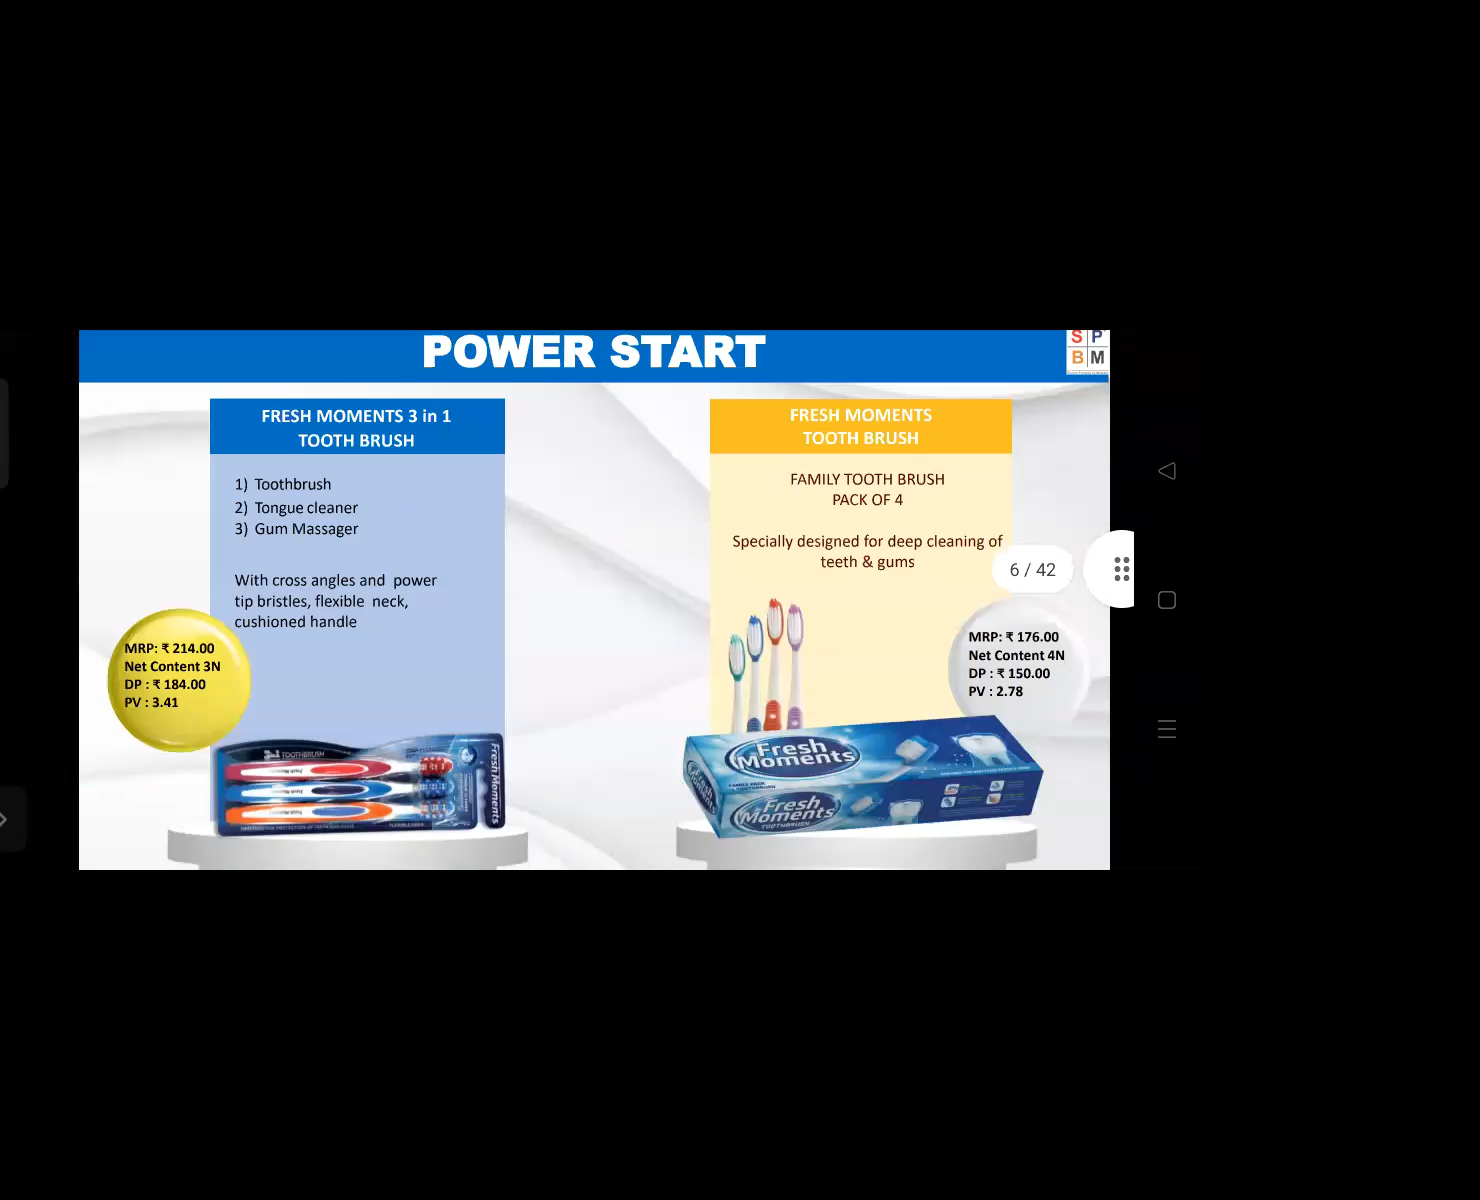 POWER START
S P
B M
FRESH MOMENTS 3 in 1
TOOTH BRUSH
1) Toothbrush
2) Tongue cleaner
3) Gum Massager
With cross angles and power
tip bristles, flexible neck,
cushioned handle
MRP: ₹ 214.00
Net Content 3N
DP : ₹ 184.00
PV : 3.41
TOOTHBRUSH
Fresh Moments
FRESH MOMENTS
TOOTH BRUSH
FAMILY TOOTH BRUSH
PACK OF 4
Specially designed for deep cleaning of
teeth & gums
6 / 42
MRP: ₹ 176.00
Net Content 4N
DP : ₹ 150.00
PV : 2.78
Fresh
Moments
Fresh
Moments
TOOTHBRUSH